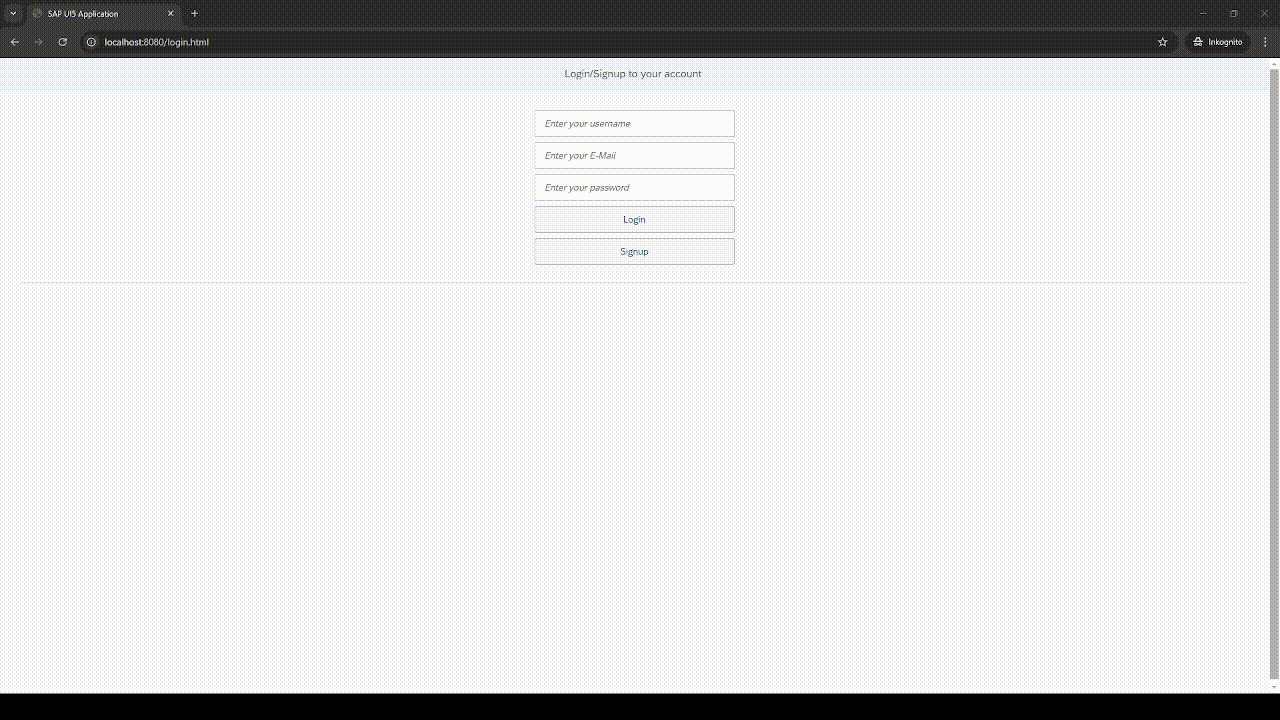 SAP UI5 Application
localhost:8080/login.html
Inkognito
Login/Signup to your account
Enter your username
Enter your E-Mail
Enter your password
Login
Signup